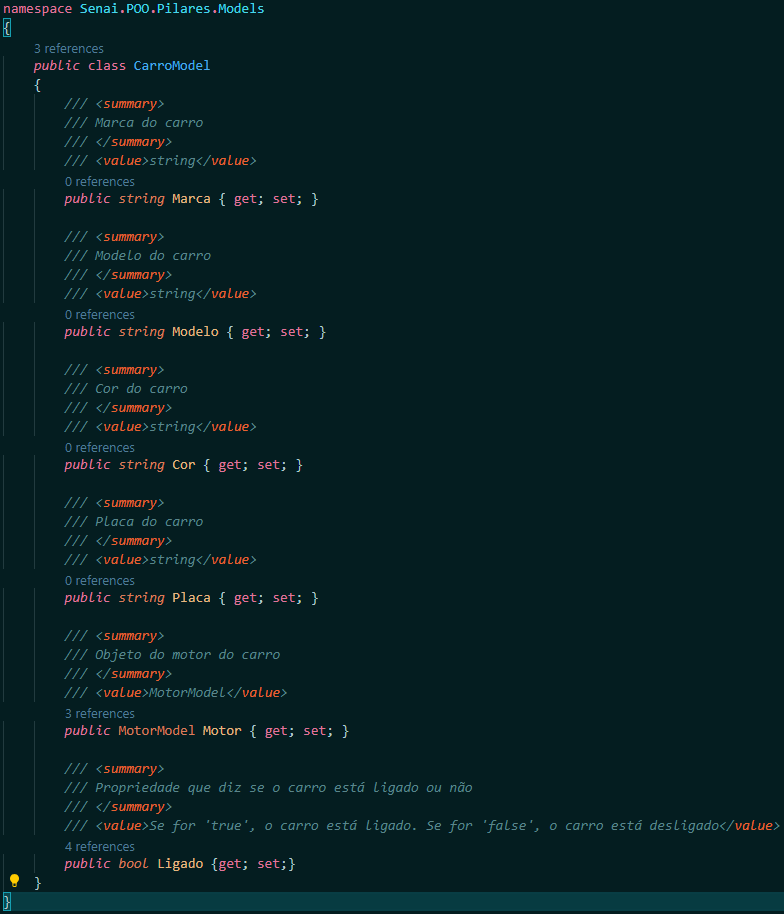 namespace Senai.POO.Pilares.Models
{
3 references
public class CarroModel
{
/// <summary>
/// Marca do carro
/// </summary>
/// <value>string</value>
0 references
public string Marca { get; set; }
/// <summary>
/// Modelo do carro
/// </summary>
/// <value>string</value>
0 references
public string Modelo { get; set; }
/// <summary>
/// Cor do carro
/// </summary>
/// <value>string</value>
0 references
public string Cor { get; set; }
/// <summary>
/// Placa do carro
/// </summary>
/// <value>string</value>
0 references
public string Placa { get; set; }
/// <summary>
/// Objeto do motor do carro
/// </summary>
/// <value>MotorModel</value>
3 references
public MotorModel Motor { get; set; }
/// <summary>
/// Propriedade que diz se o carro está ligado ou não
/// </summary>
/// <value>Se for 'true', o carro está ligado. Se for 'false', o carro está desligado</value>
4 references
public bool Ligado {get; set;}
}
}